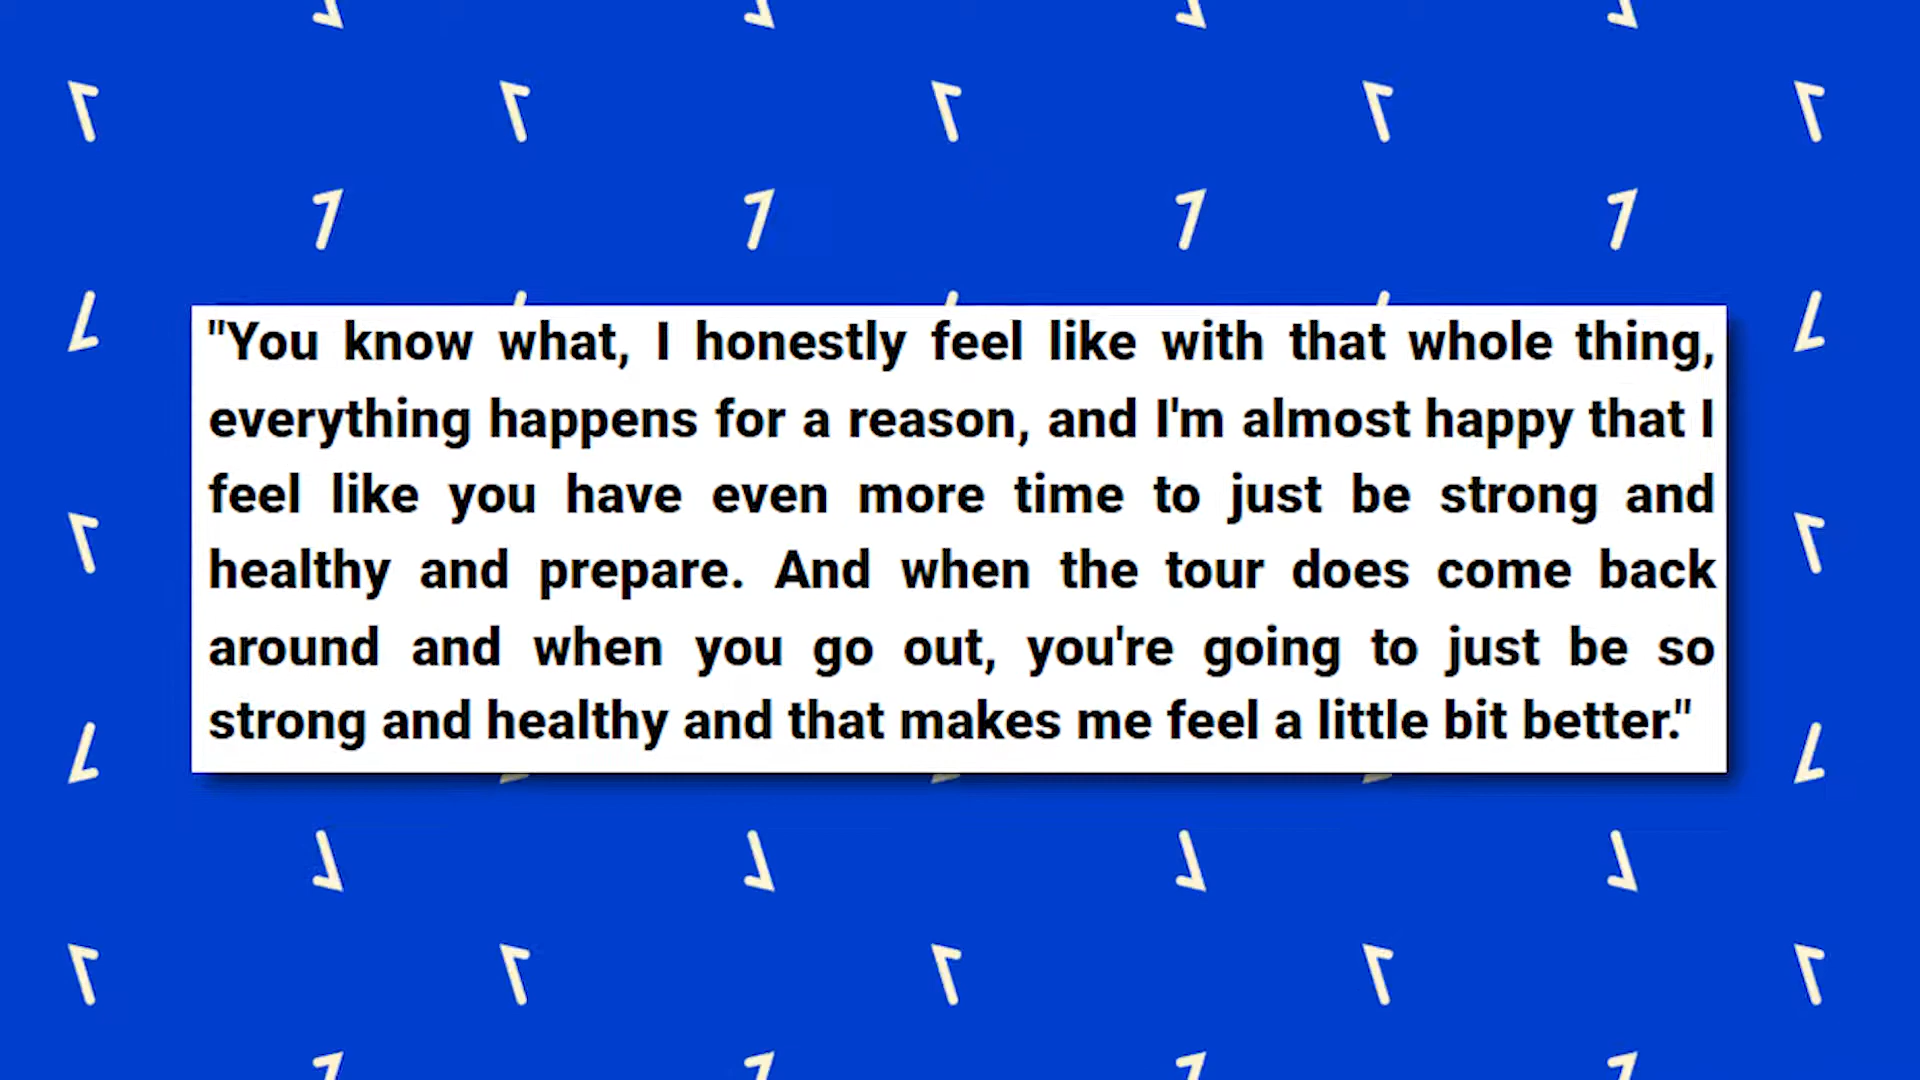 "You know what, I honestly feel like with that whole thing,
everything happens for a reason, and I'm almost happy that I
feel like you have even more time to just be strong and
healthy and prepare. And when the tour does come back
around and when you go out, you're going to just be so
strong and healthy and that makes me feel a little bit better."